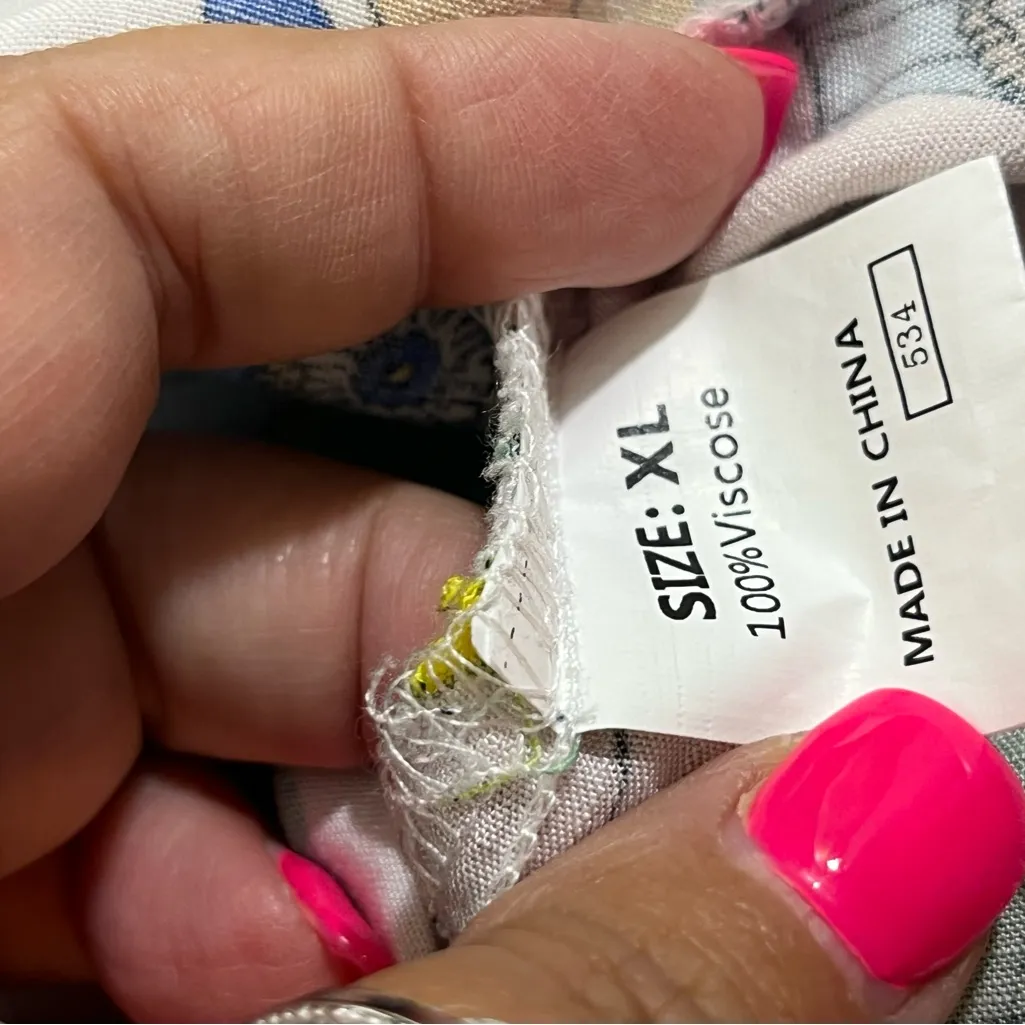 SIZE: XL
100%Viscose
MADE IN CHINA
534